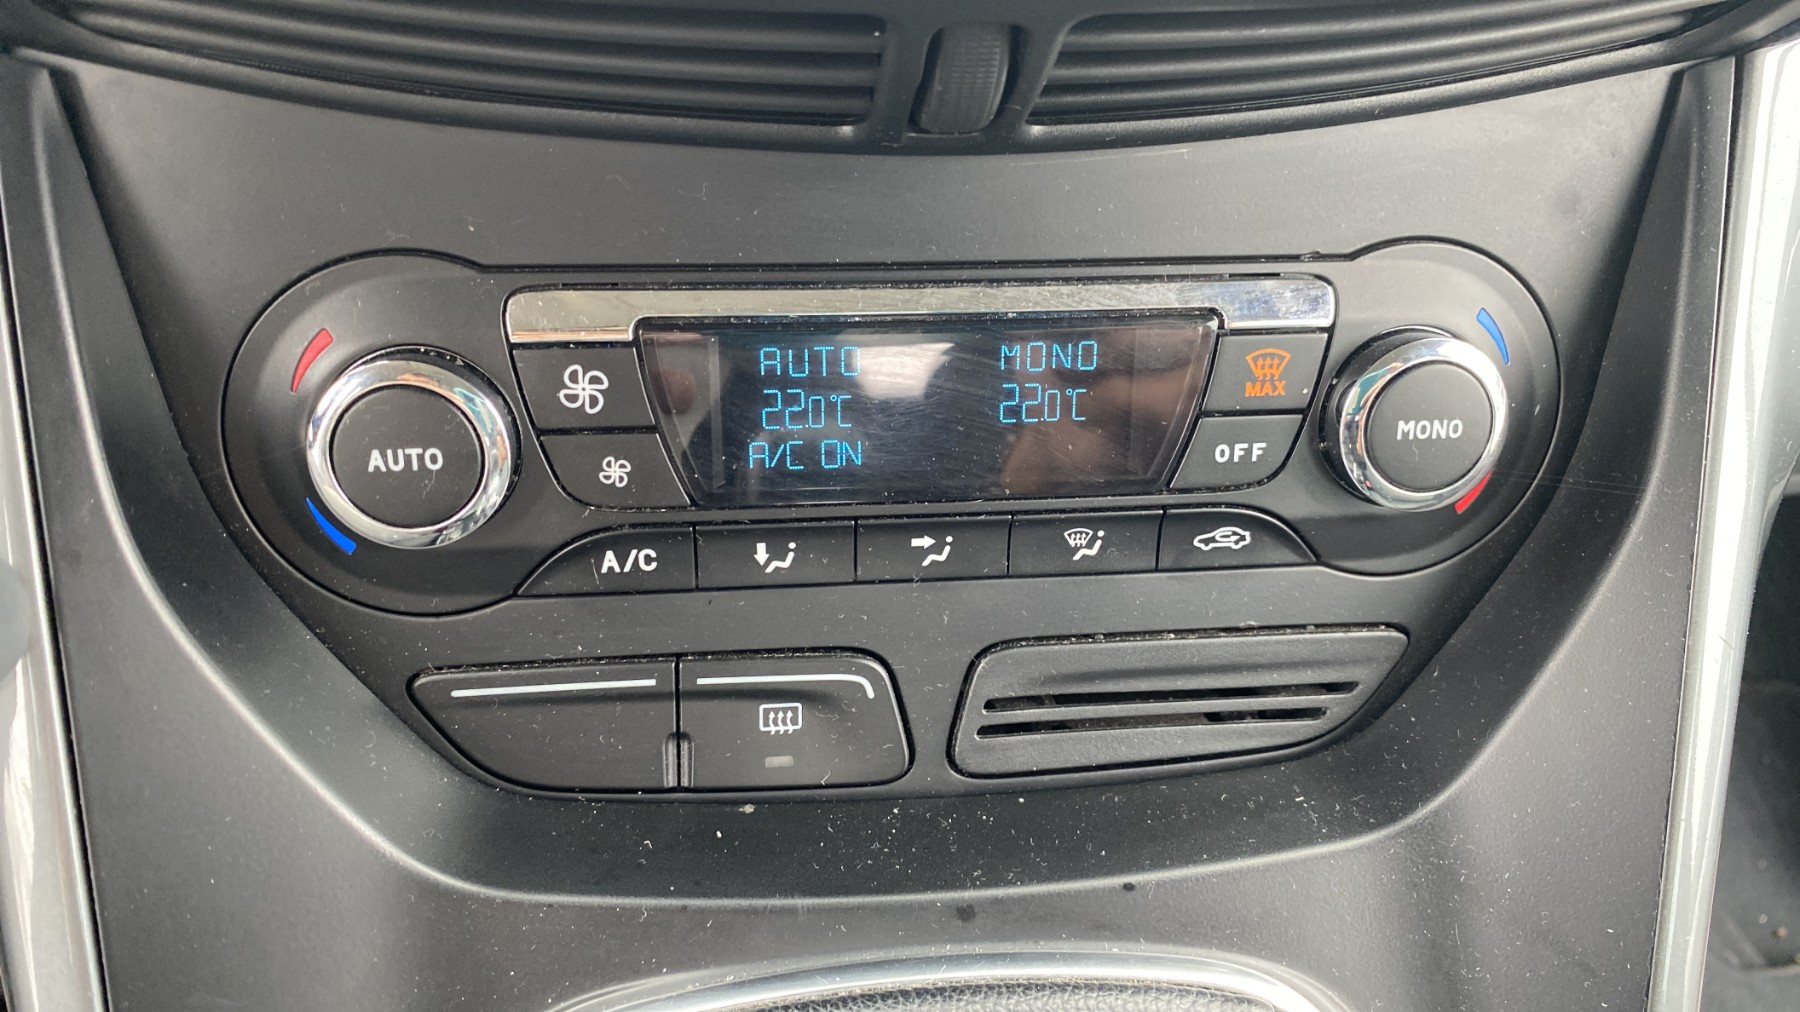 AUTO MONO
22.0°C 22.0°C
A/C ON
MAX
AUTO
OFF
MONO
A/C